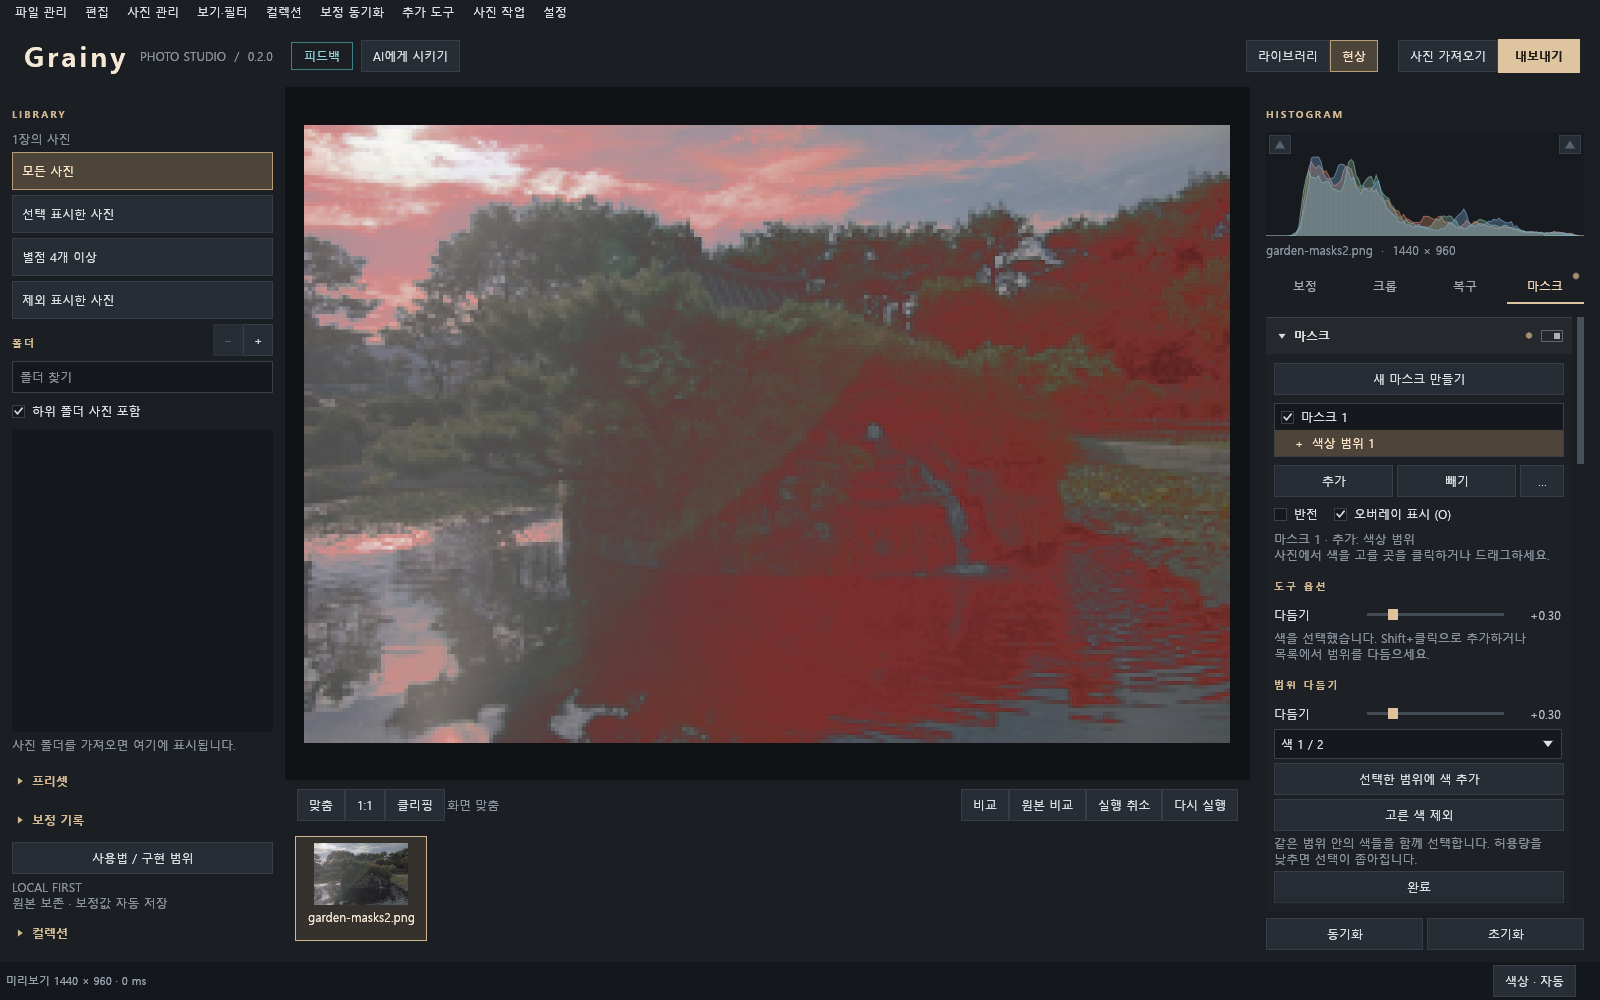 파일 관리 편집 사진 관리 보기·필터 컬렉션 보정 동기화 추가 도구 사진 작업 설정
Grainy PHOTO STUDIO / 0.2.0 피드백 AI에게 시키기 라이브러리 현상 사진 가져오기 내보내기
LIBRARY
1장의 사진
모든 사진
선택 표시한 사진
별점 4개 이상
제외 표시한 사진
폴더 − +
폴더 찾기
하위 폴더 사진 포함
사진 폴더를 가져오면 여기에 표시됩니다.
프리셋
보정 기록
사용법 / 구현 범위
LOCAL FIRST
원본 보존 · 보정값 자동 저장
컬렉션
맞춤 1:1 클리핑 화면 맞춤 비교 원본 비교 실행 취소 다시 실행
garden-masks2.png
HISTOGRAM
garden-masks2.png · 1440 × 960
보정 크롭 복구 마스크
마스크
새 마스크 만들기
마스크 1
+ 색상 범위 1
추가 빼기 ...
반전 오버레이 표시 (O)
마스크 1 · 추가: 색상 범위
사진에서 색을 고를 곳을 클릭하거나 드래그하세요.
도구 옵션
다듬기 +0.30
색을 선택했습니다. Shift+클릭으로 추가하거나
목록에서 범위를 다듬으세요.
범위 다듬기
다듬기 +0.30
색 1 / 2
선택한 범위에 색 추가
고른 색 제외
같은 범위 안의 색들을 함께 선택합니다. 허용량을
낮추면 선택이 좁아집니다.
완료
동기화 초기화
미리보기 1440 × 960 · 0 ms 색상 · 자동